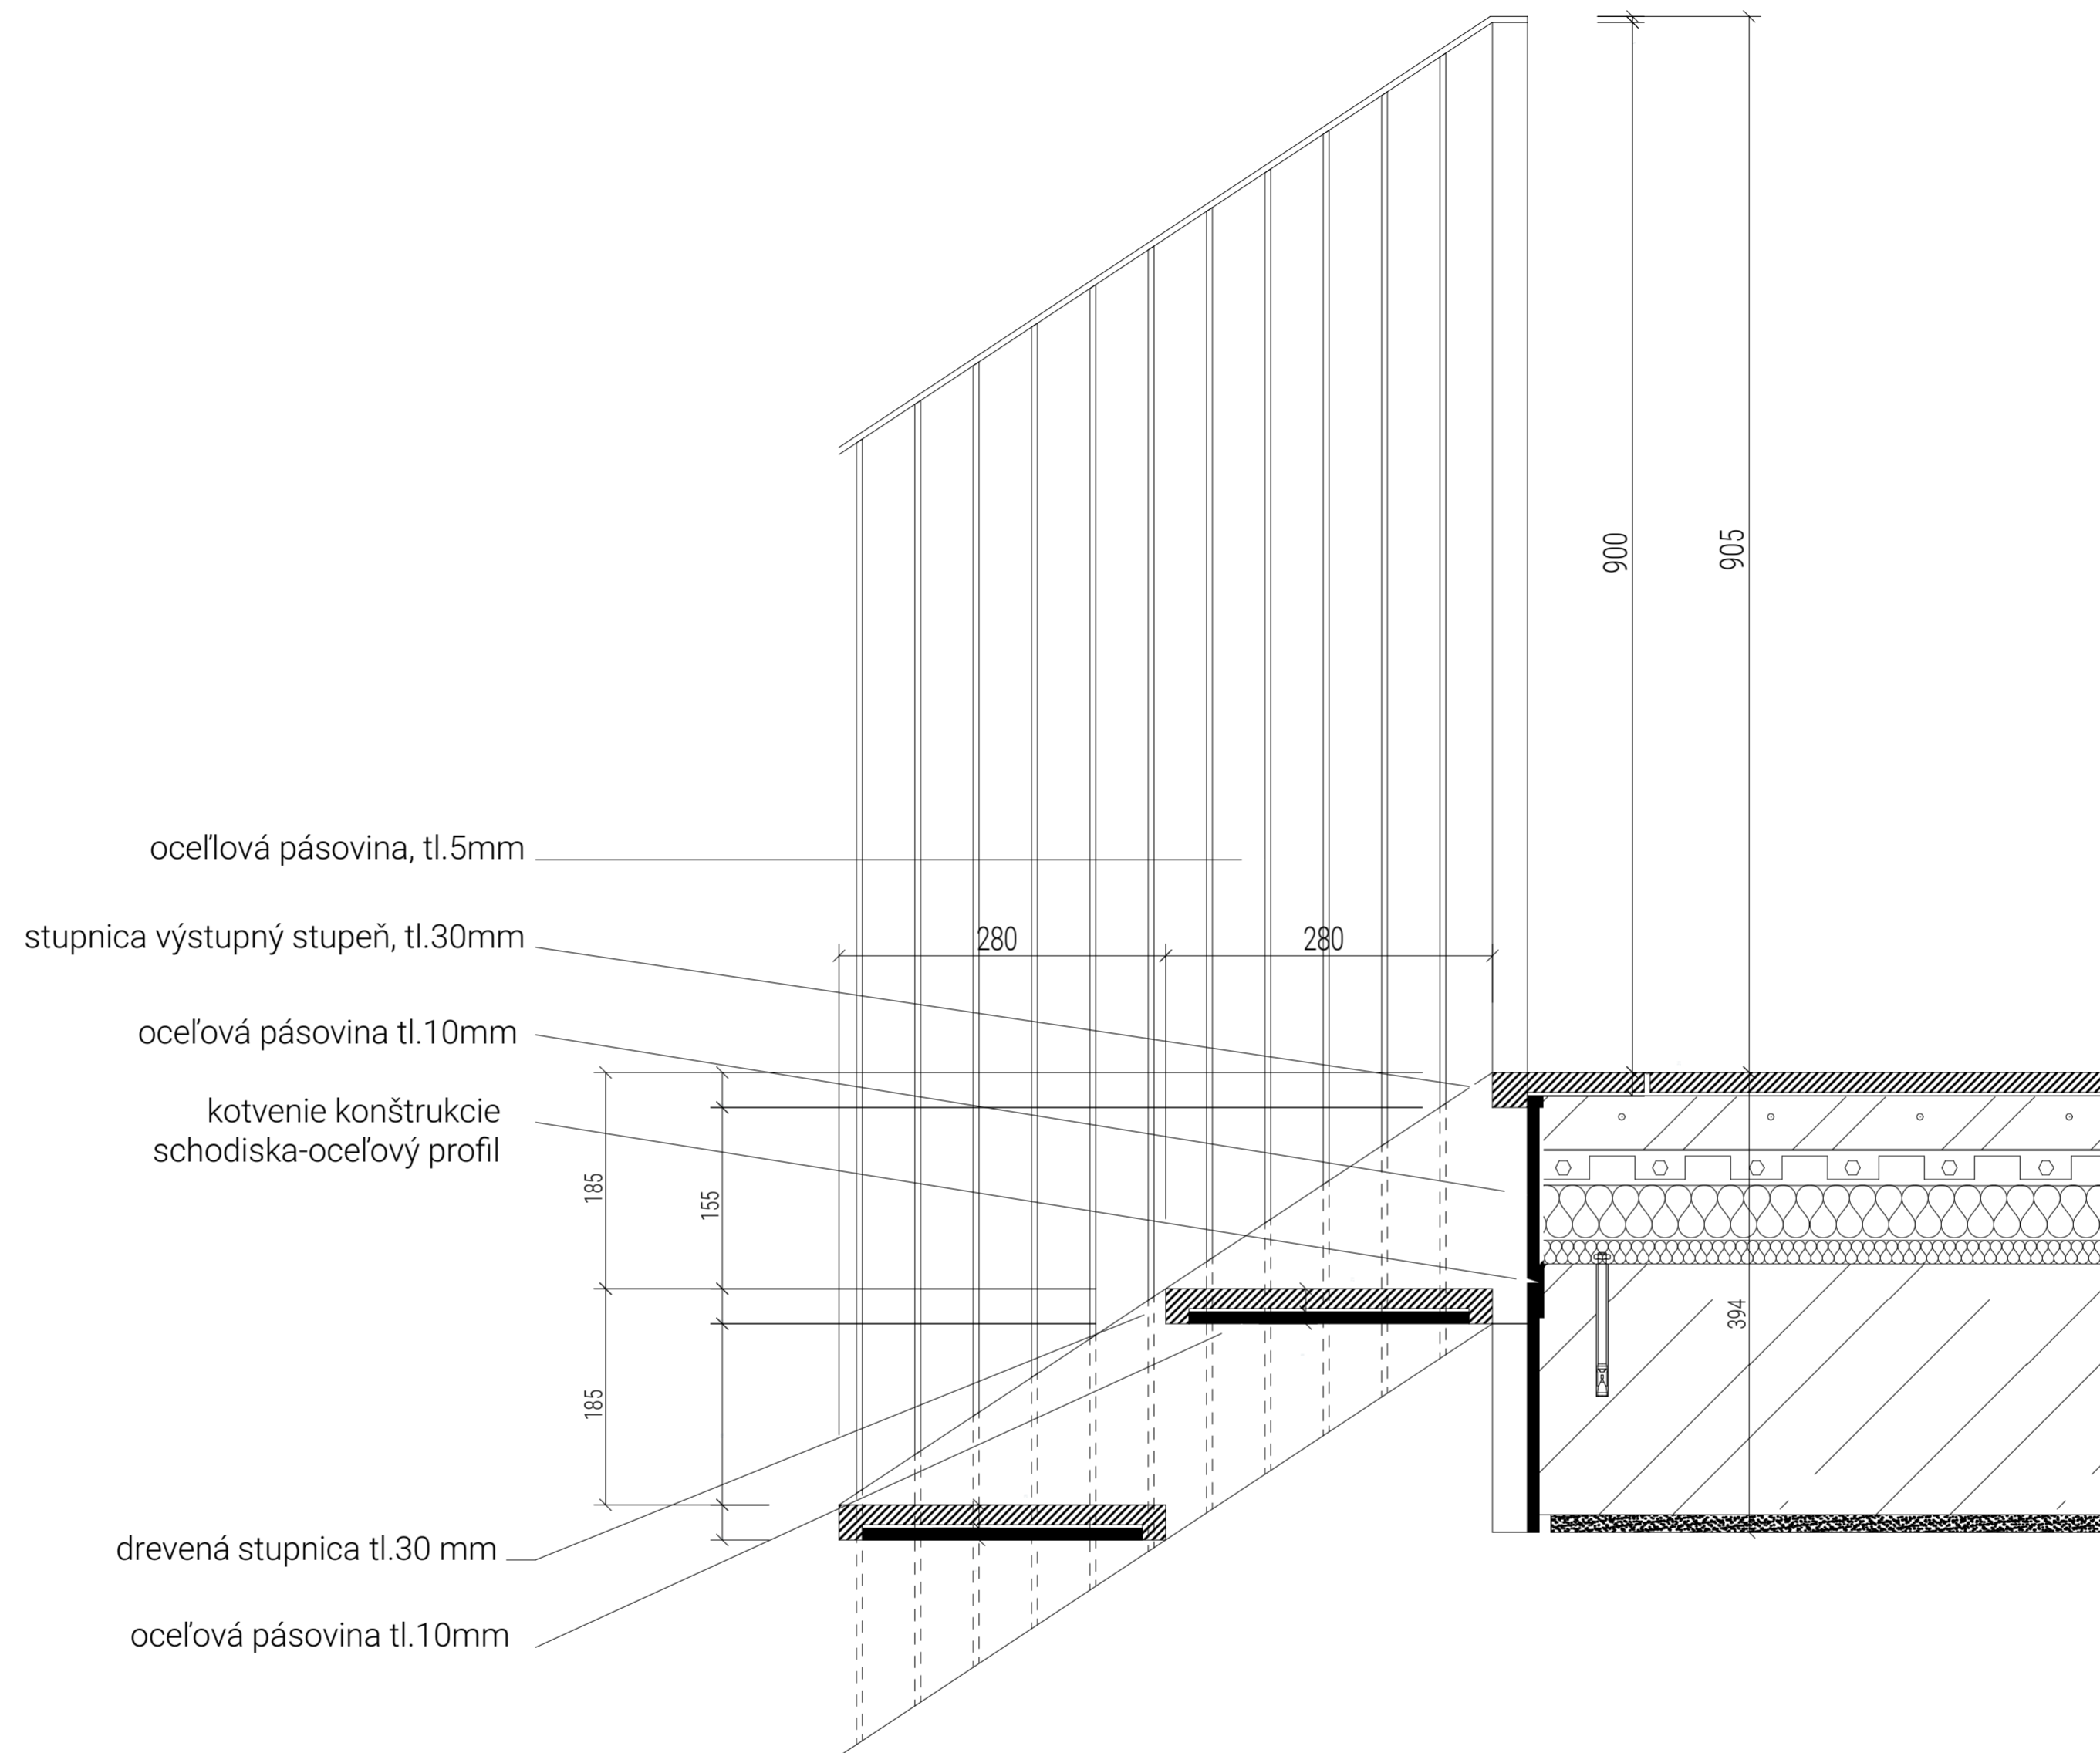 900
905
oceľlová pásovina, tl.5mm
stupnica výstupný stupeň, tl.30mm
280
280
oceľová pásovina tl.10mm
kotvenie konštrukcie
schodiska-oceľový profil
185
155
394
185
drevená stupnica tl.30 mm
oceľová pásovina tl.10mm